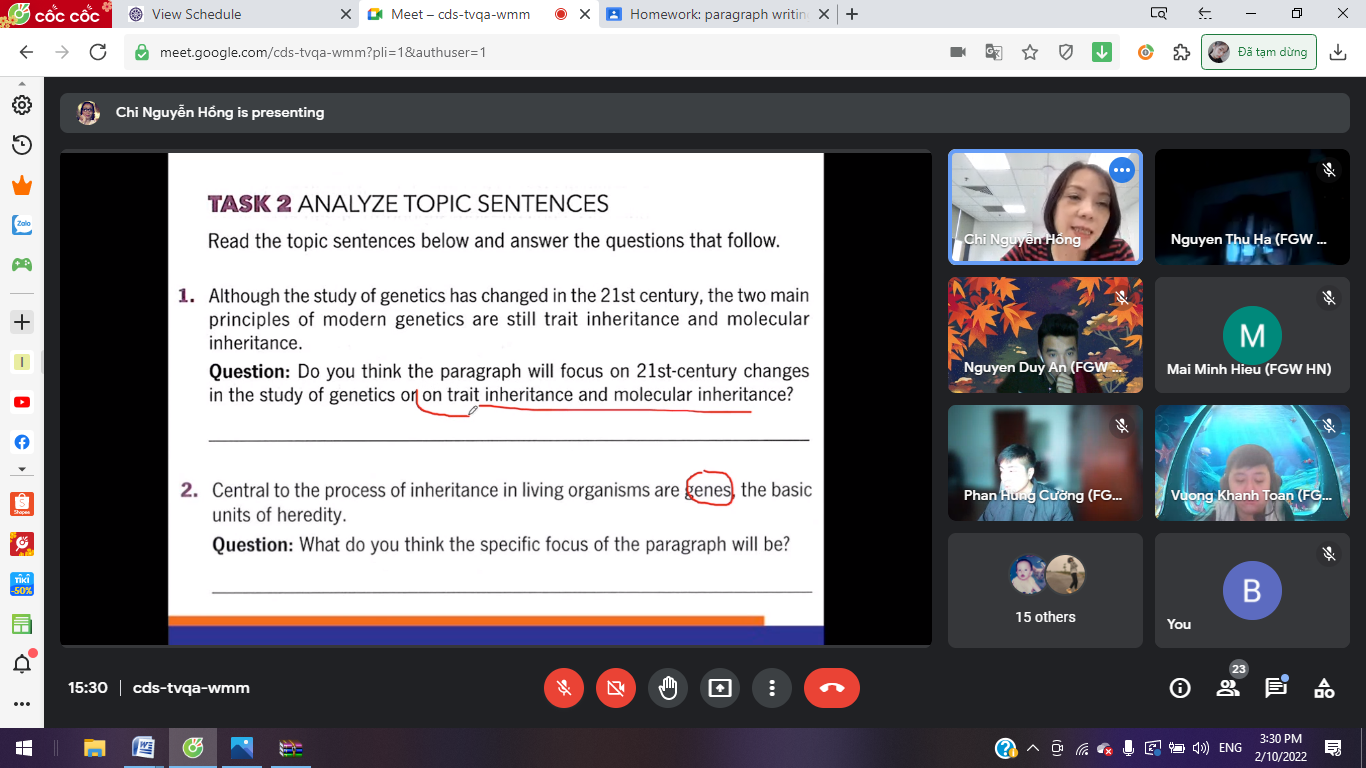 cốc cốc
View Schedule
Meet – cds-tvqa-wmm
Homework: paragraph writin
meet.google.com/cds-tvqa-wmm?pli=1&authuser=1
Đã tạm dừng
Chi Nguyễn Hồng is presenting
TASK 2 ANALYZE TOPIC SENTENCES
Read the topic sentences below and answer the questions that follow.
1. Although the study of genetics has changed in the 21st century, the two main
principles of modern genetics are still trait inheritance and molecular
inheritance.
Question: Do you think the paragraph will focus on 21st-century changes
in the study of genetics or on trait inheritance and molecular inheritance?
2. Central to the process of inheritance in living organisms are genes, the basic
units of heredity.
Question: What do you think the specific focus of the paragraph will be?
Chi Nguyễn Hồng
Nguyen Thu Ha (FGW ...
Nguyen Duy An (FGW ...
M
Mai Minh Hieu (FGW HN)
Phan Hùng Cường (FG...
Vuong Khanh Toan (FG...
15 others
B
You
Zalo
I
Shopee
TIKI
-50%
15:30 | cds-tvqa-wmm
23
ENG
3:30 PM
2/10/2022